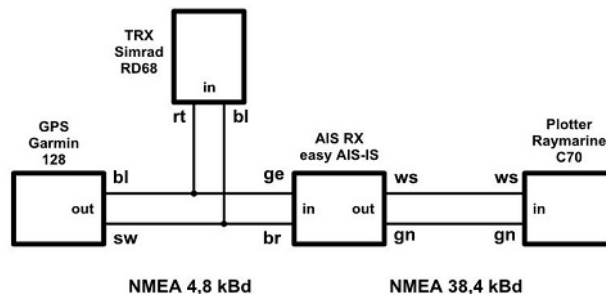 TRX
Simrad
RD68
in
rt bl
GPS
Garmin
128
AIS RX
easy AIS-IS
Plotter
Raymarine
C70
bl ge ws ws
out in out in
sw br gn gn
NMEA 4,8 kBd NMEA 38,4 kBd